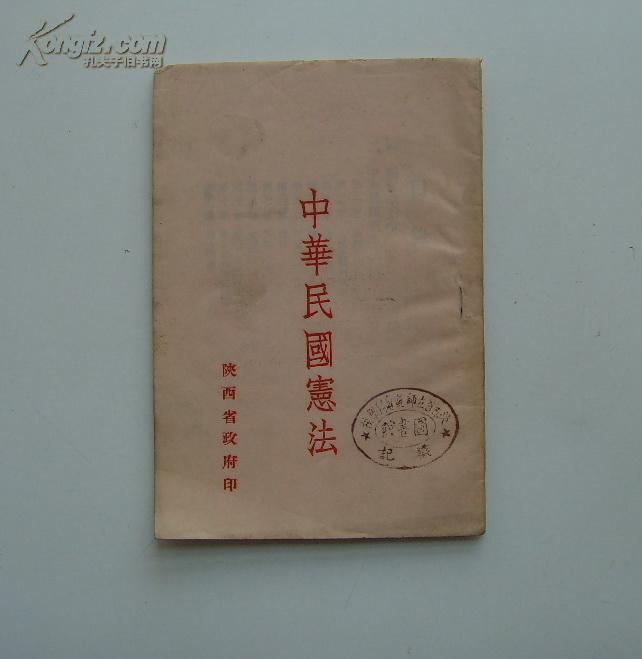 Kongfz.com
孔夫子旧书网
中華民國憲法
陝西省政府印
圖書館
戳記